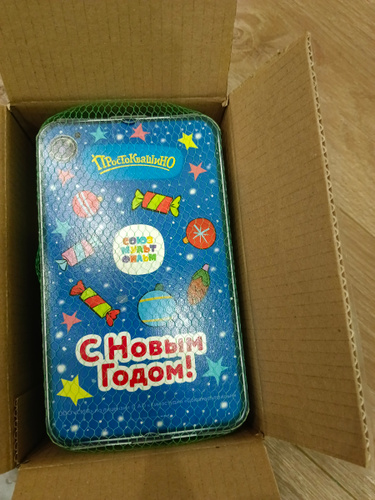 Простоквашино
СОЮЗ
МУЛЬТ
ФИЛЬМ
С Новым
Годом!